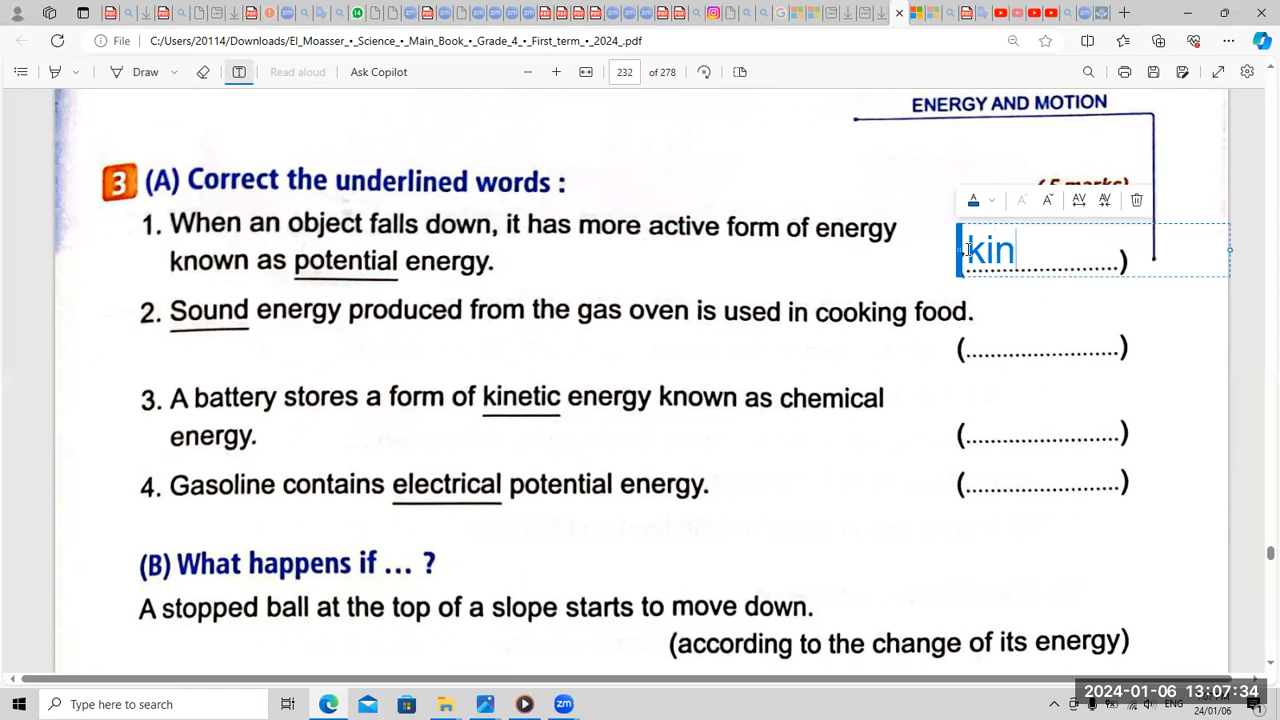 File
C:/Users/20114/Downloads/El_Moasser_•_Science_•_Main_Book_•_Grade_4_•_First_term_•_2024_.pdf
Draw
Read aloud
Ask Copilot
232 of 278
ENERGY AND MOTION
3 (A) Correct the underlined words :
(5 marks)
1. When an object falls down, it has more active form of energy
known as potential energy.
kin
(........................)
2. Sound energy produced from the gas oven is used in cooking food.
(........................)
3. A battery stores a form of kinetic energy known as chemical
energy.
(........................)
4. Gasoline contains electrical potential energy.
(........................)
(B) What happens if ... ?
A stopped ball at the top of a slope starts to move down.
(according to the change of its energy)
Type here to search
ENG
2024-01-06 13:07:34
24/01/06